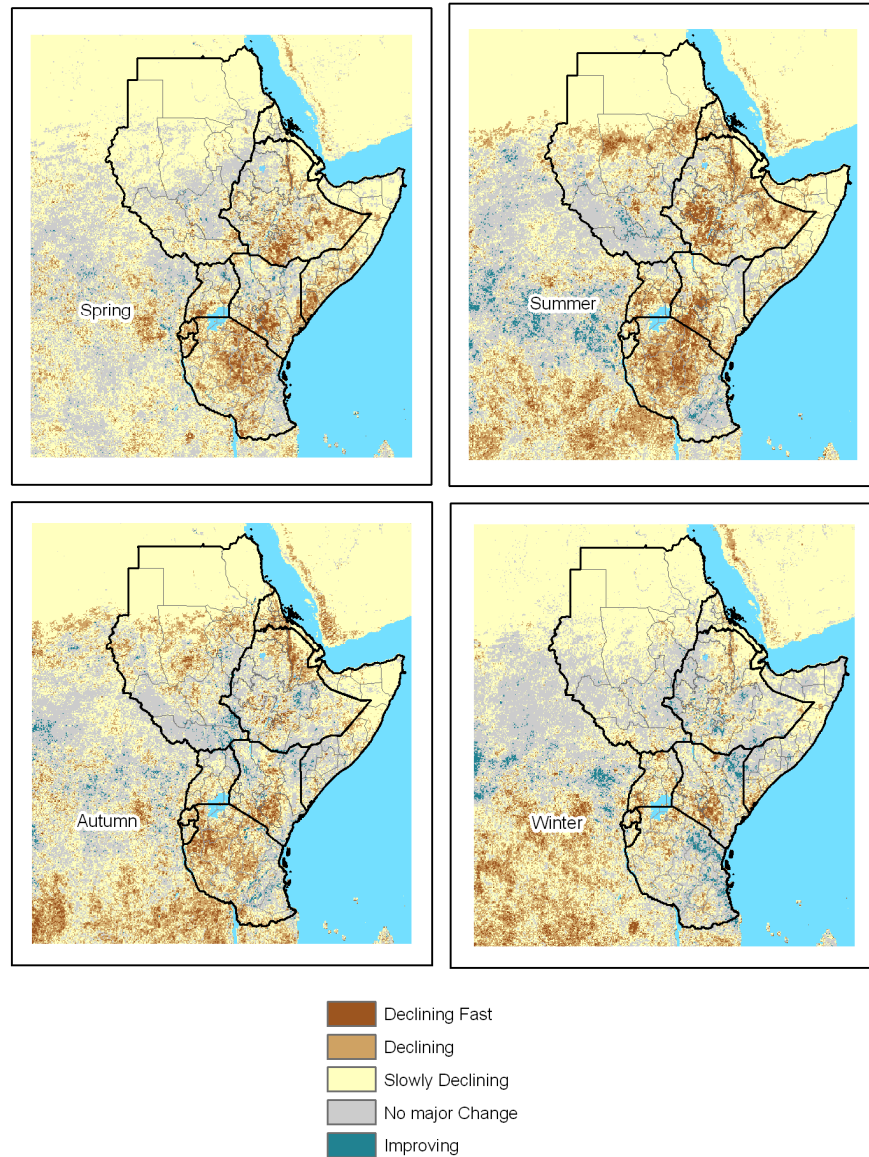 Spring
Summer
Autumn
Winter
Declining Fast
Declining
Slowly Declining
No major Change
Improving